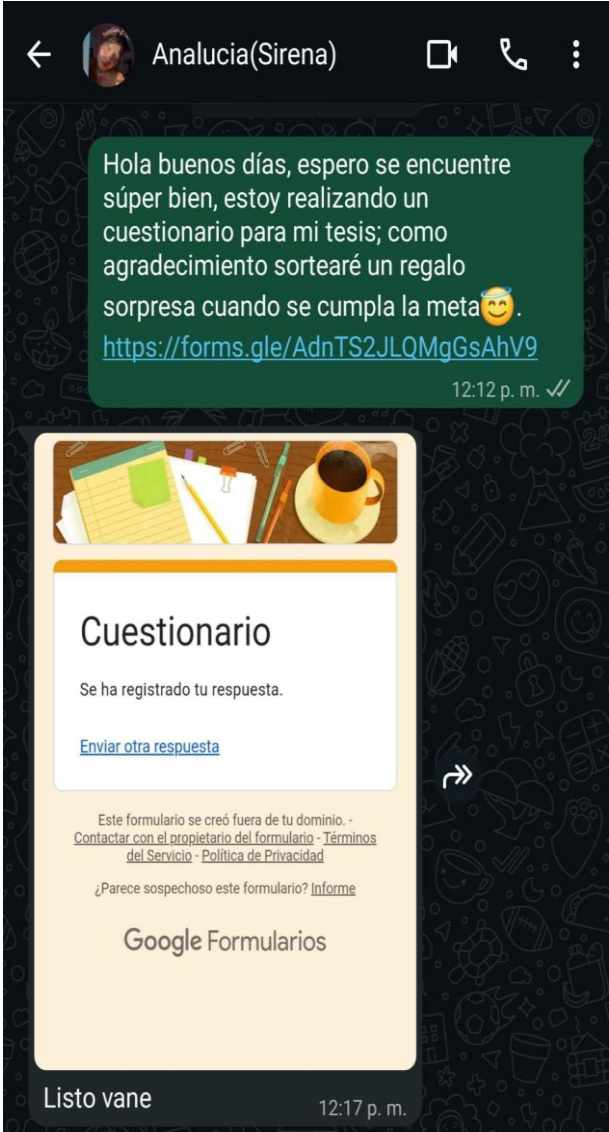 Analucia(Sirena)
Hola buenos días, espero se encuentre
súper bien, estoy realizando un
cuestionario para mi tesis; como
agradecimiento sortearé un regalo
sorpresa cuando se cumpla la meta😇.
https://forms.gle/AdnTS2JLQMgGsAhV9
12:12 p. m.
Cuestionario
Se ha registrado tu respuesta.
Enviar otra respuesta
Este formulario se creó fuera de tu dominio. -
Contactar con el propietario del formulario - Términos
del Servicio - Política de Privacidad
¿Parece sospechoso este formulario? Informe
Google Formularios
Listo vane
12:17 p. m.